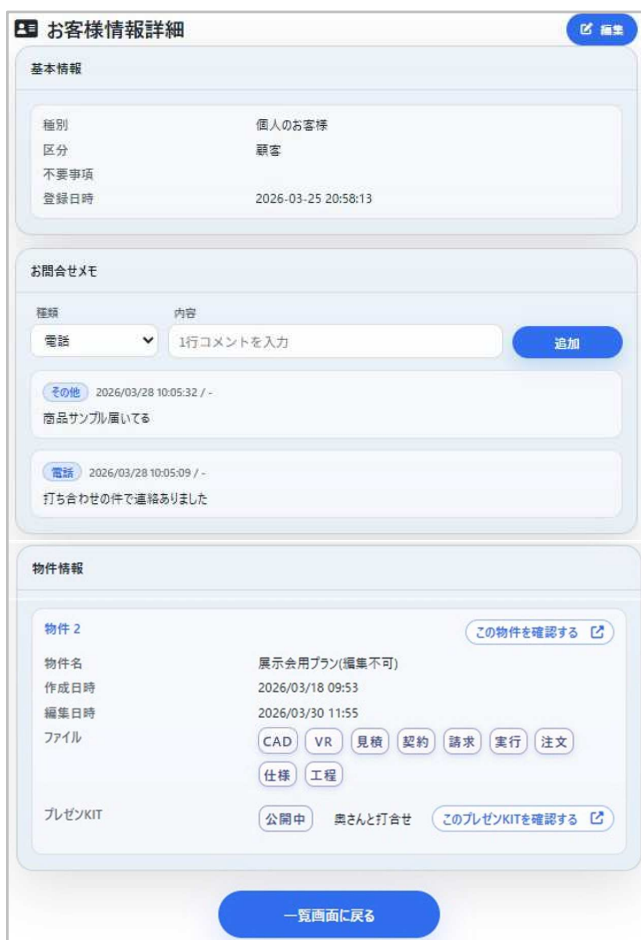 お客様情報詳細
編集
基本情報
種別 個人のお客様
区分 顧客
不要事項
登録日時 2026-03-25 20:58:13
お問合せメモ
種類 内容
電話 1行コメントを入力 追加
その他 2026/03/28 10:05:32 / -
商品サンプル届いてる
電話 2026/03/28 10:05:09 / -
打ち合わせの件で連絡ありました
物件情報
物件 2 この物件を確認する
物件名 展示会用プラン(編集不可)
作成日時 2026/03/18 09:53
編集日時 2026/03/30 11:55
ファイル CAD VR 見積 契約 請求 実行 注文
仕様 工程
プレゼンKIT 公開中 奥さんと打合せ このプレゼンKITを確認する
一覧画面に戻る